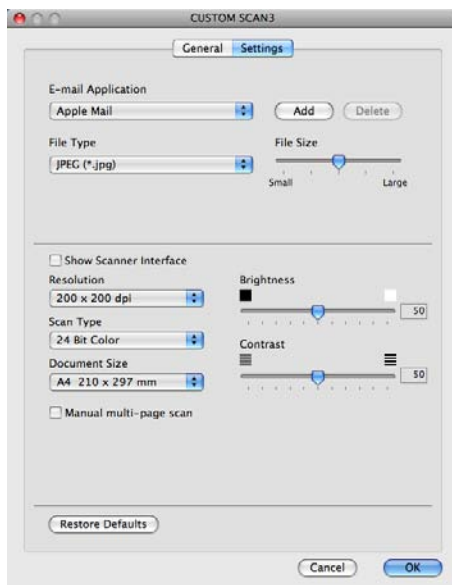 CUSTOM SCAN3
General Settings
E-mail Application
Apple Mail Add Delete
File Type File Size
JPEG (*.jpg)
Small Large
Show Scanner Interface
Resolution Brightness
200 x 200 dpi 50
Scan Type
24 Bit Color Contrast
Document Size
A4 210 x 297 mm 50
Manual multi-page scan
Restore Defaults
Cancel OK